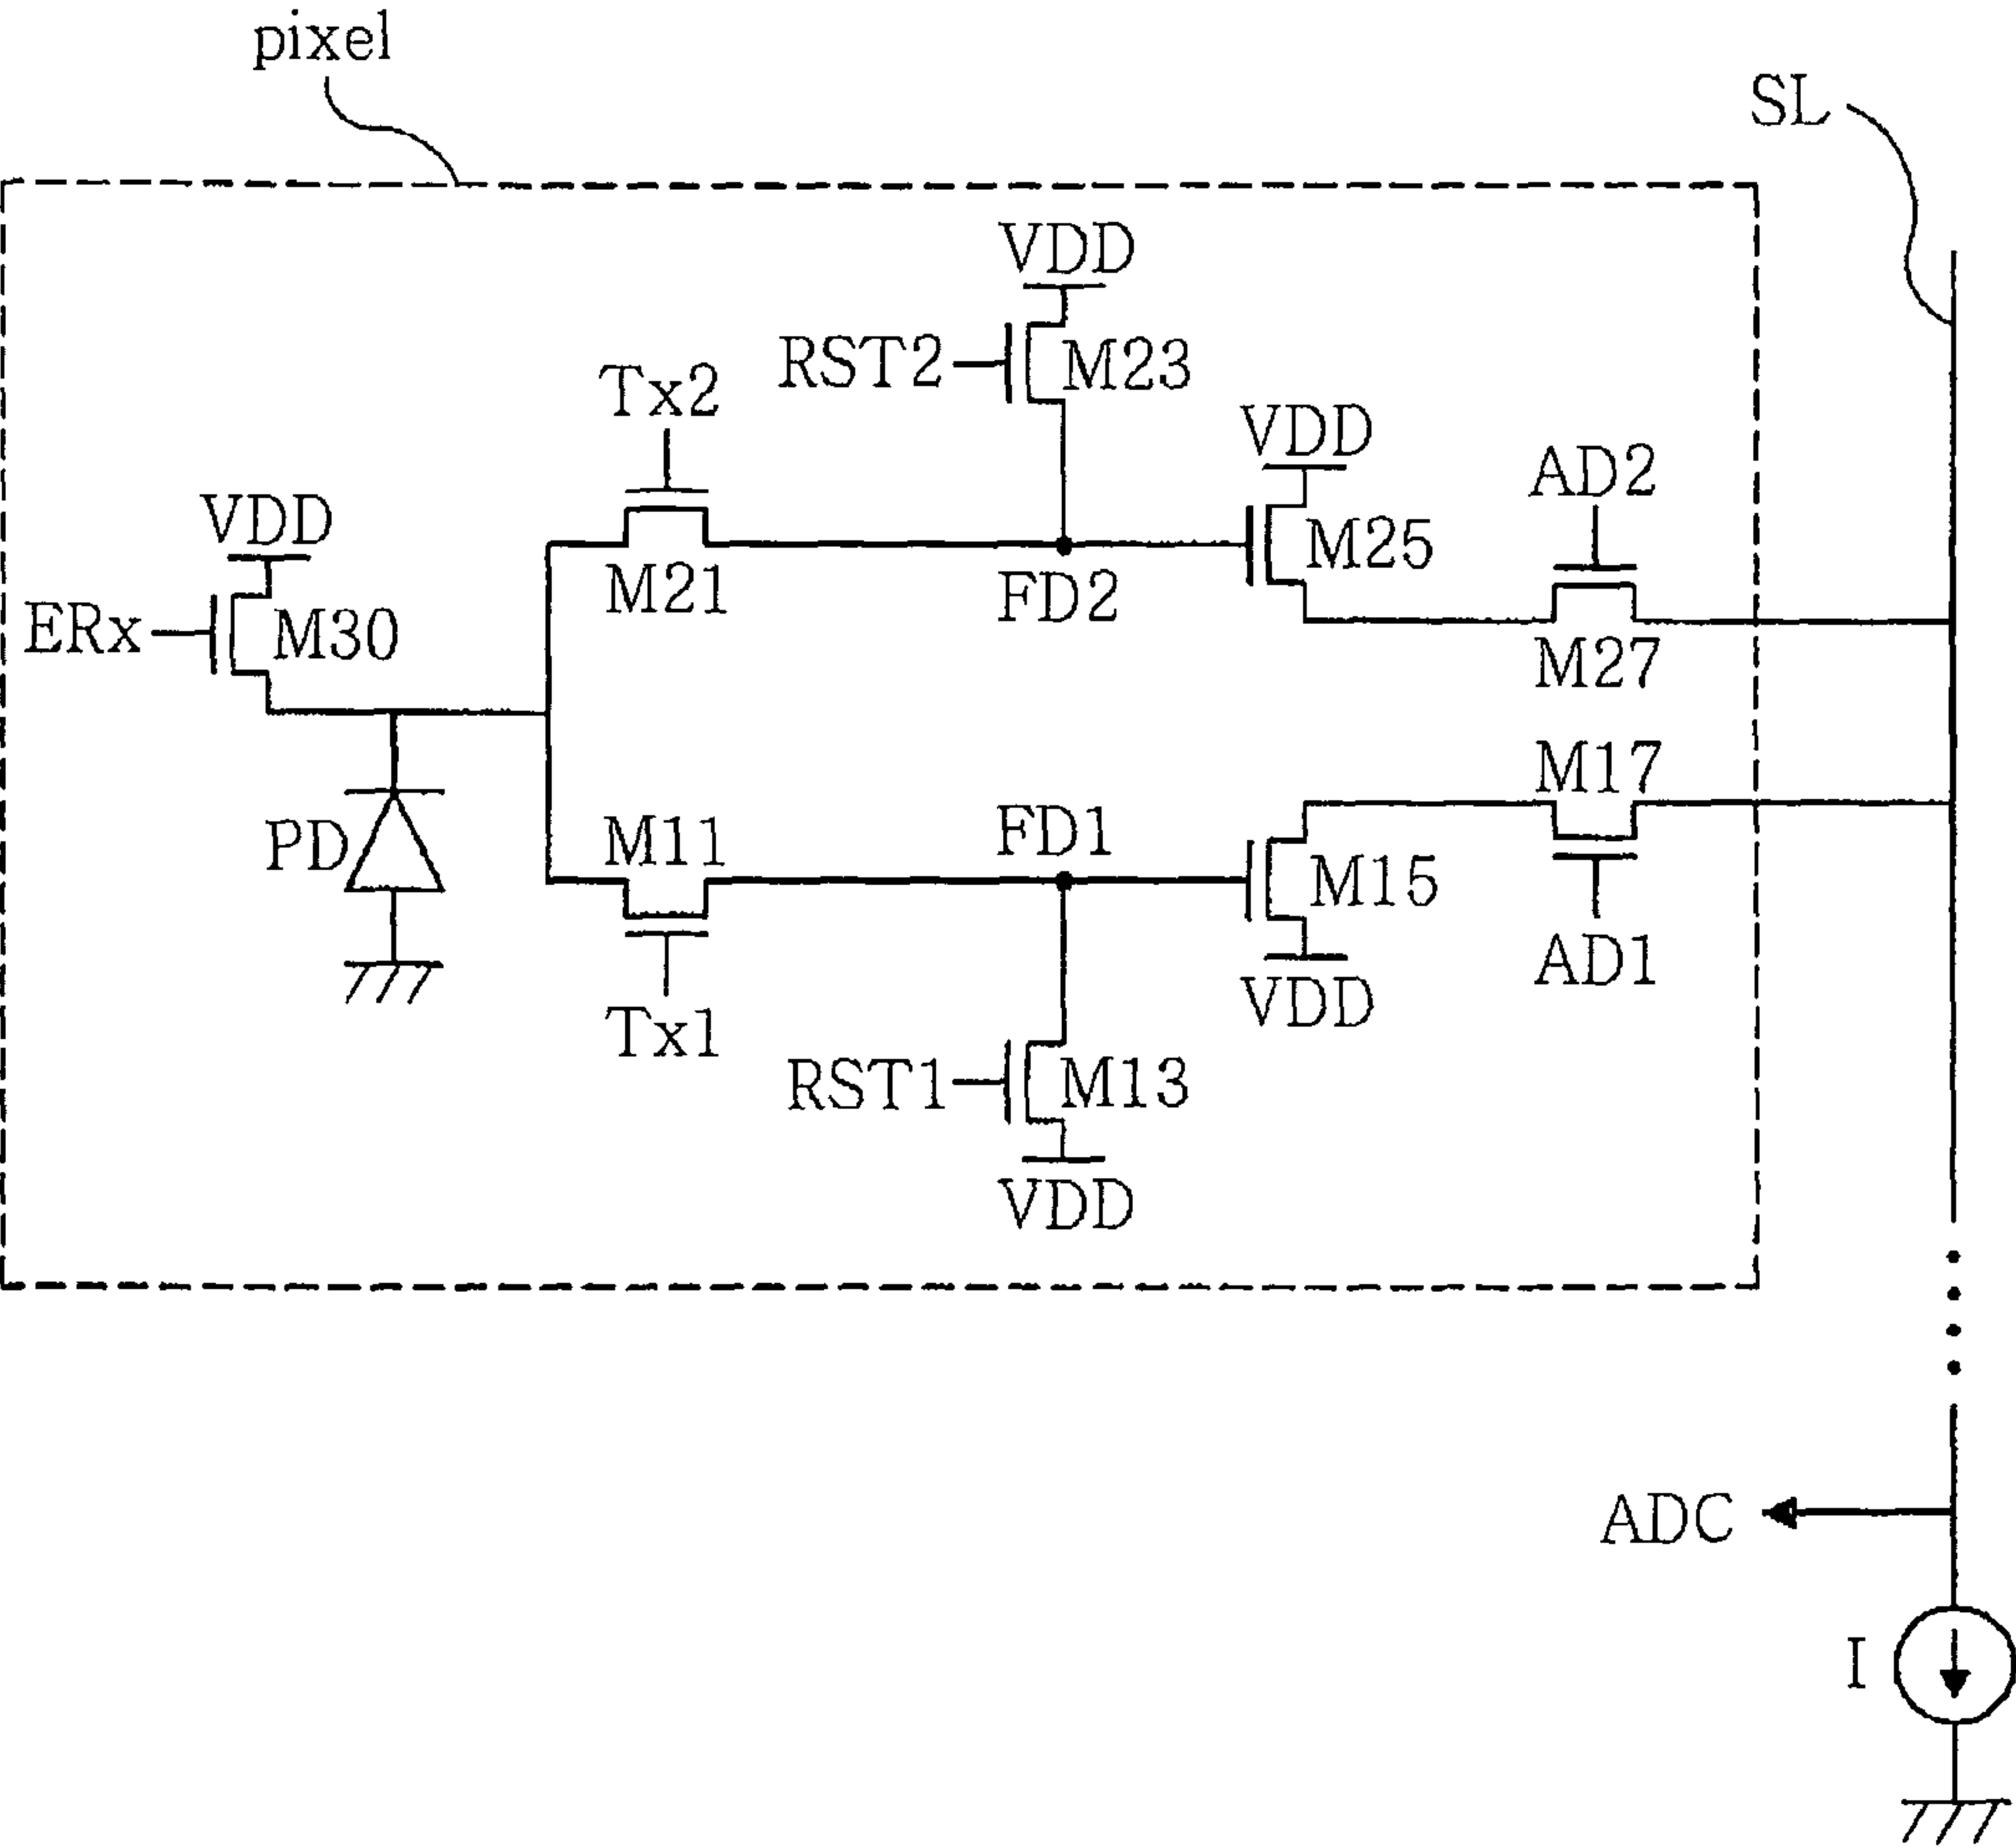 pixel
SL
VDD
RST2
M23
Tx2
VDD
AD2
VDD
M25
M21
FD2
ERx
M30
M27
M17
PD
M11
FD1
M15
AD1
VDD
Tx1
RST1
M13
VDD
ADC
I